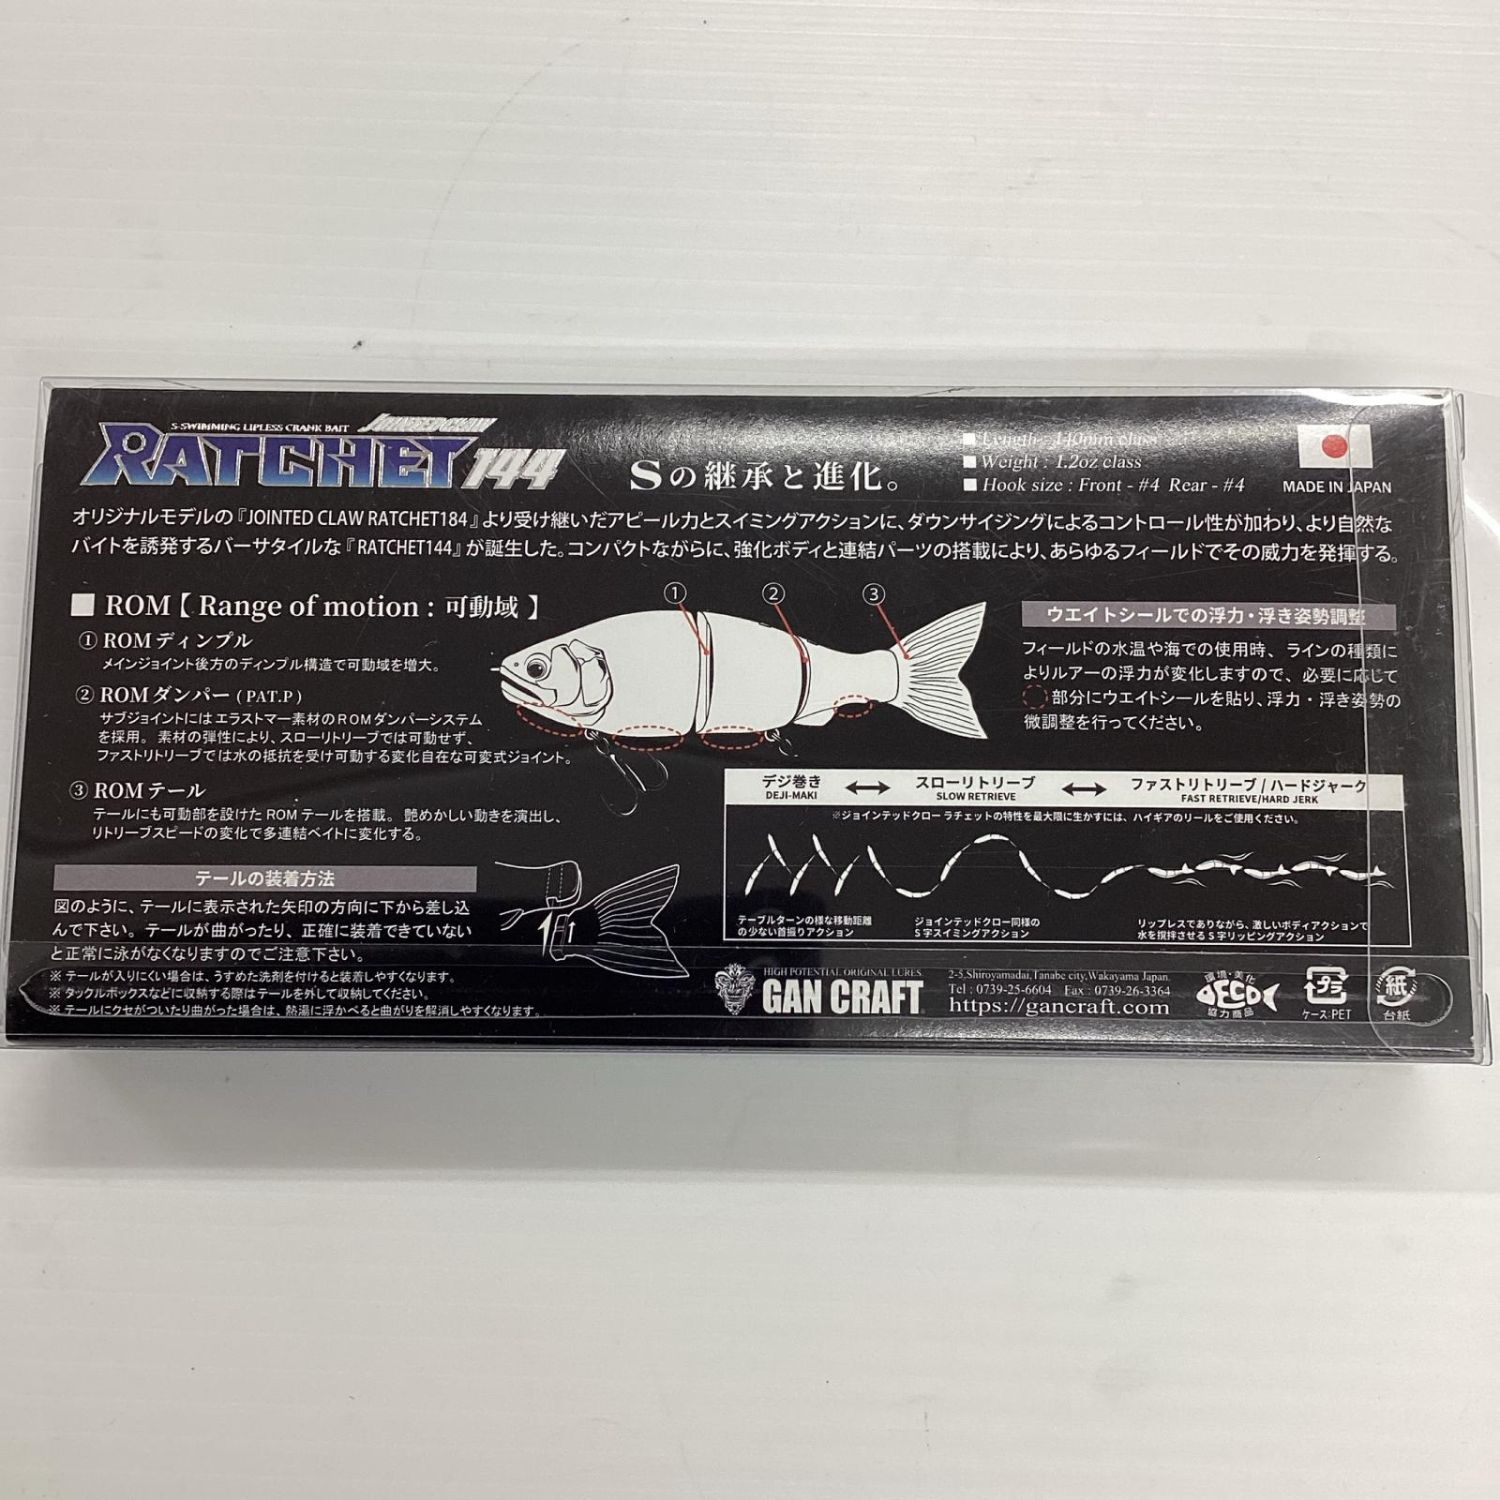 S-SWIMMING LIPLESS CRANK BAIT JOINTED CLAW
RATCHET 144
Sの継承と進化。
■ Length : 140mm class
■ Weight : 1.2oz class
■ Hook size : Front - #4 Rear - #4
MADE IN JAPAN
オリジナルモデルの『JOINTED CLAW RATCHET184』より受け継いだアピール力とスイミングアクションに、ダウンサイジングによるコントロール性が加わり、より自然な
バイトを誘発するバーサタイルな『RATCHET144』が誕生した。コンパクトながらに、強化ボディと連結パーツの搭載により、あらゆるフィールドでその威力を発揮する。
■ ROM【 Range of motion : 可動域 】
① ROM ディンプル
メインジョイント後方のディンプル構造で可動域を増大。
② ROM ダンパー ( PAT.P )
サブジョイントにはエラストマー素材のROMダンパーシステム
を採用。 素材の弾性により、スローリトリーブでは可動せず、
ファストリトリーブでは水の抵抗を受け可動する変化自在な可変式ジョイント。
③ ROM テール
テールにも可動部を設けた ROM テールを搭載。 艶めかしい動きを演出し、
リトリーブスピードの変化で多連結ベイトに変化する。
① ② ③
ウエイトシールでの浮力・浮き姿勢調整
フィールドの水温や海での使用時、ラインの種類に
よりルアーの浮力が変化しますので、必要に応じて
部分にウエイトシールを貼り、浮力・浮き姿勢の
微調整を行ってください。
テールの装着方法
図のように、テールに表示された矢印の方向に下から差し込
んで下さい。テールが曲がったり、正確に装着できていない
と正常に泳がなくなりますのでご注意下さい。
※ テールが入りにくい場合は、うすめた洗剤を付けると装着しやすくなります。
※ タックルボックスなどに収納する際はテールを外して収納してください。
※ テールにクセがついたり曲がった場合は、熱湯に浮かべると曲がりを解消しやすくなります。
デジ巻き スローリトリーブ ファストリトリーブ / ハードジャーク
DEJI-MAKI SLOW RETRIEVE FAST RETRIEVE/HARD JERK
※ジョインテッドクロー ラチェットの特性を最大限に生かすには、ハイギアのリールをご使用ください。
テーブルターンの様な移動距離
の少ない首振りアクション
ジョインテッドクロー同様の
S字スイミングアクション
リップレスでありながら、激しいボディアクションで
水を撹拌させるS字リッピングアクション
HIGH POTENTIAL ORIGINAL LURES
GAN CRAFT
2-5,Shiroyamadai,Tanabe city,Wakayama Japan.
Tel : 0739-25-6604 Fax : 0739-26-3364
https://gancraft.com
環境・美化
ECO
協力商品
プラ
ケース:PET
紙
台紙